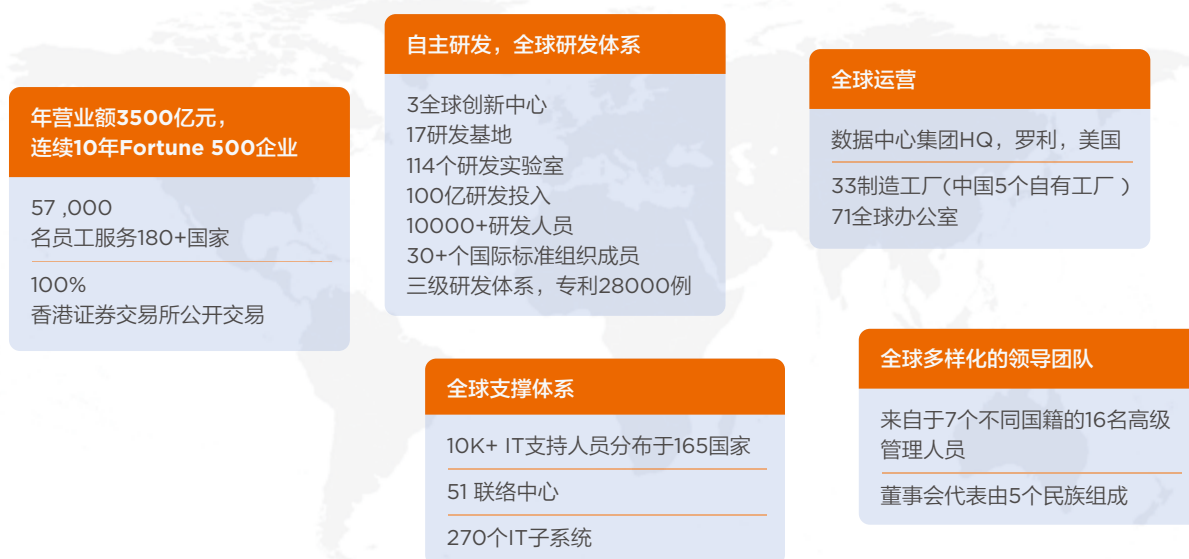 年营业额3500亿元，
连续10年Fortune 500企业
57 ,000
名员工服务180+国家
100%
香港证券交易所公开交易
自主研发，全球研发体系
3全球创新中心
17研发基地
114个研发实验室
100亿研发投入
10000+研发人员
30+个国际标准组织成员
三级研发体系，专利28000例
全球运营
数据中心集团HQ，罗利，美国
33制造工厂(中国5个自有工厂 )
71全球办公室
全球支撑体系
10K+ IT支持人员分布于165国家
51 联络中心
270个IT子系统
全球多样化的领导团队
来自于7个不同国籍的16名高级
管理人员
董事会代表由5个民族组成